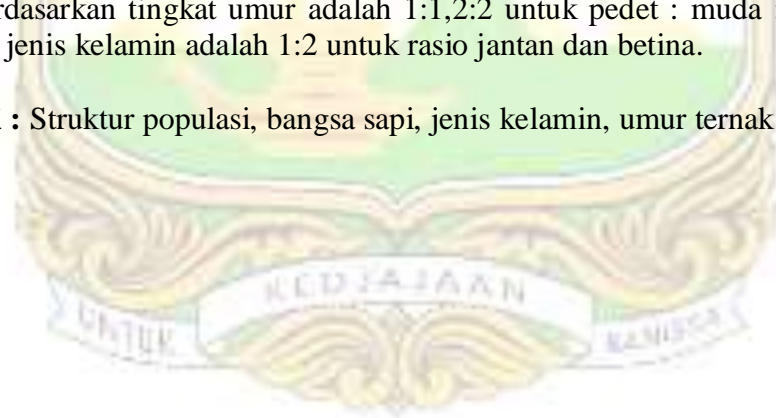 rdasarkan tingkat umur adalah 1:1,2:2 untuk pedet : muda
jenis kelamin adalah 1:2 untuk rasio jantan dan betina.
: Struktur populasi, bangsa sapi, jenis kelamin, umur ternak
KEDJAJAAN
UNTUK BANGSA